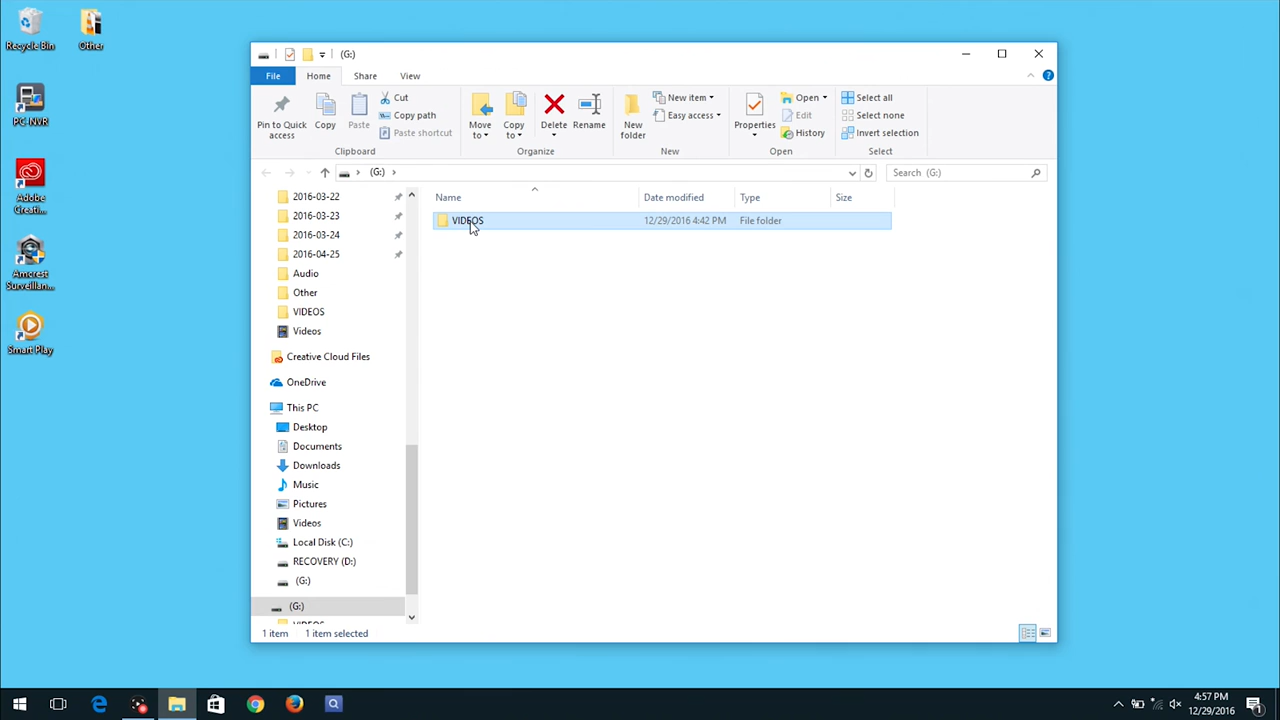 Recycle Bin
Other
PC-NVR
Adobe
Creati...
Amcrest
Surveillan...
Smart Play
(G:)
File
Home
Share
View
Pin to Quick
access
Copy
Paste
Cut
Copy path
Paste shortcut
Clipboard
Move
to
Copy
to
Delete
Rename
Organize
New
folder
New item
Easy access
New
Properties
Open
Edit
History
Open
Select all
Select none
Invert selection
Select
(G:)
Search (G:)
2016-03-22
2016-03-23
2016-03-24
2016-04-25
Audio
Other
VIDEOS
Videos
Creative Cloud Files
OneDrive
This PC
Desktop
Documents
Downloads
Music
Pictures
Videos
Local Disk (C:)
RECOVERY (D:)
(G:)
(G:)
VIDEOS
Name
Date modified
Type
Size
VIDEOS
12/29/2016 4:42 PM
File folder
1 item
1 item selected
4:57 PM
12/29/2016
1